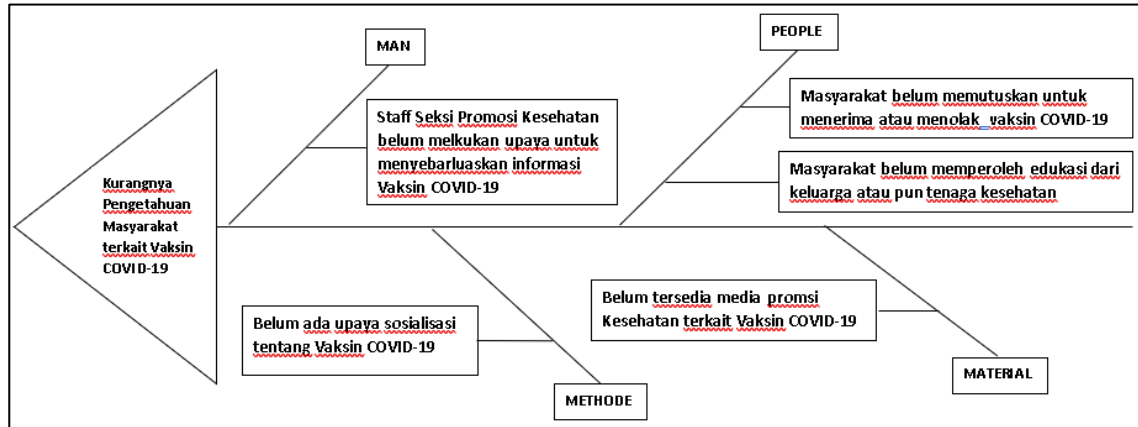 MAN
PEOPLE
Staff Seksi Promosi Kesehatan
belum melkukan upaya untuk
menyebarluaskan informasi
Vaksin COVID-19
Masyarakat belum memutuskan untuk
menerima atau menolak vaksin COVID-19
Masyarakat belum memperoleh edukasi dari
keluarga atau pun tenaga kesehatan
Kurangnya
Pengetahuan
Masyarakat
terkait Vaksin
COVID-19
Belum ada upaya sosialisasi
tentang Vaksin COVID-19
Belum tersedia media promsi
Kesehatan terkait Vaksin COVID-19
METHODE
MATERIAL